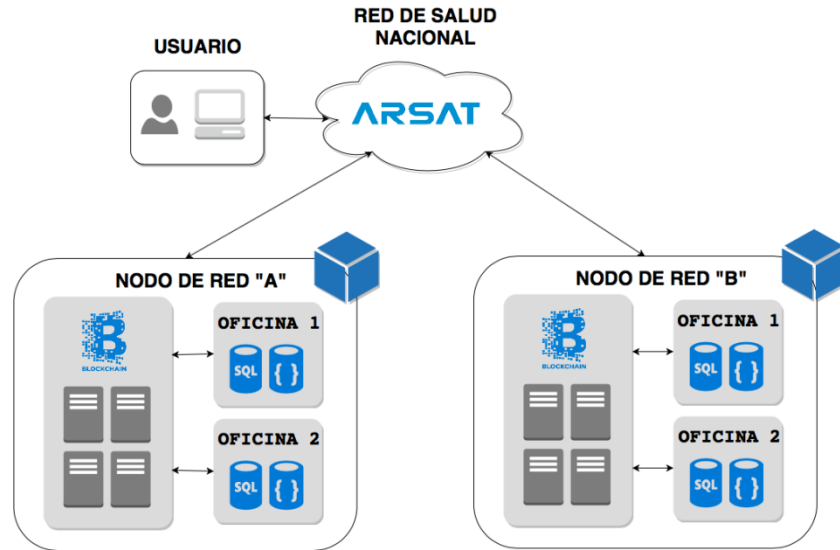 RED DE SALUD
NACIONAL
USUARIO
ARSAT
NODO DE RED "A"
BLOCKCHAIN
OFICINA 1
SQL { }
OFICINA 2
SQL { }
NODO DE RED "B"
BLOCKCHAIN
OFICINA 1
SQL { }
OFICINA 2
SQL { }